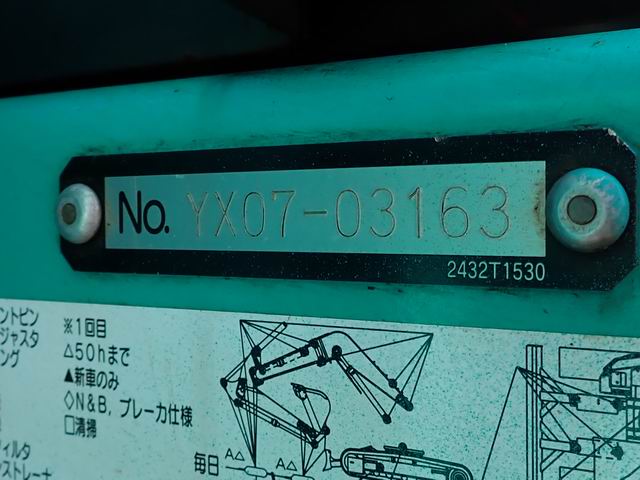 No. YX07-03163
2432T1530
ントピン
ジャスタ
ング
※1回目
△50hまで
▲新車のみ
◇N&B, ブレーカ仕様
□清掃
ィルタ
ストレーナ
毎日
A△
A△